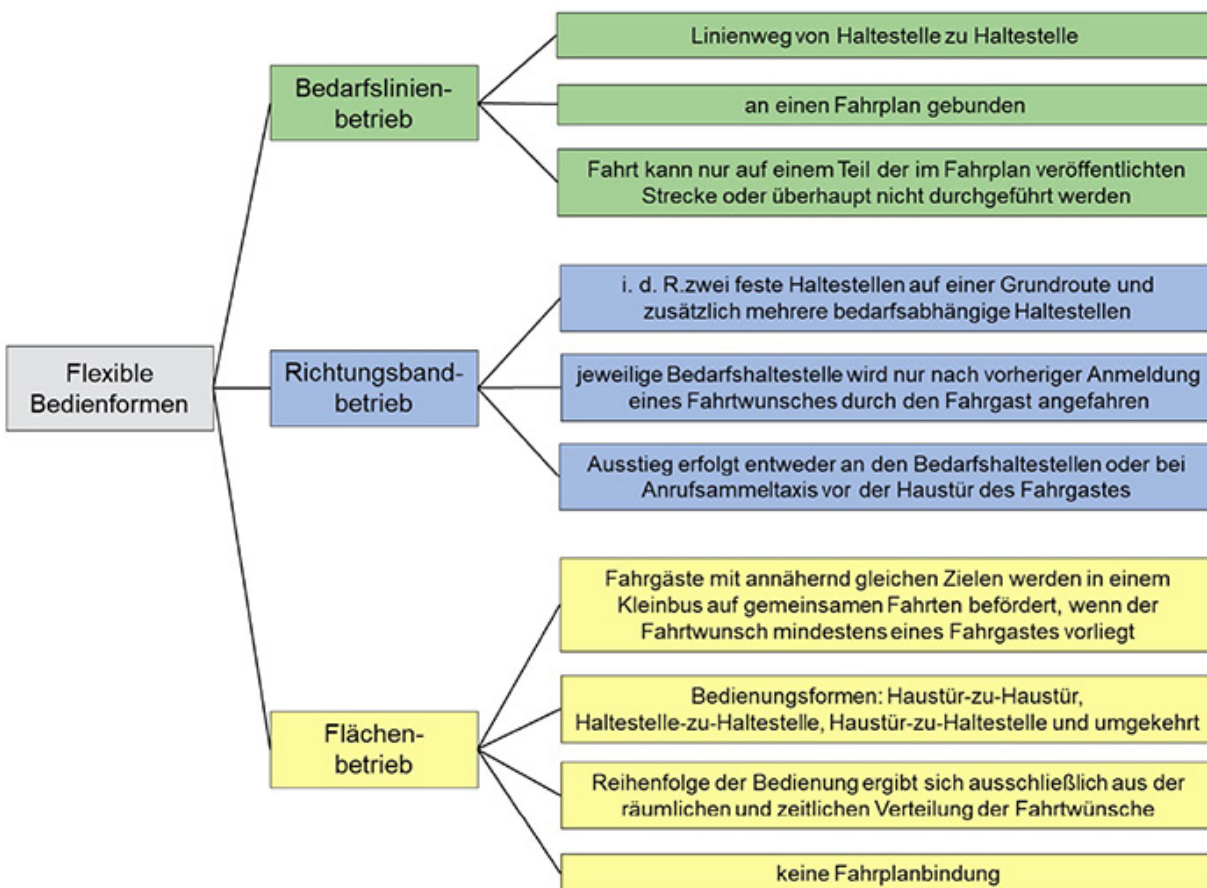 Flexible
Bedienformen
Bedarfslinien-
betrieb
Linienweg von Haltestelle zu Haltestelle
an einen Fahrplan gebunden
Fahrt kann nur auf einem Teil der im Fahrplan veröffentlichten
Strecke oder überhaupt nicht durchgeführt werden
Richtungsband-
betrieb
i. d. R.zwei feste Haltestellen auf einer Grundroute und
zusätzlich mehrere bedarfsabhängige Haltestellen
jeweilige Bedarfshaltestelle wird nur nach vorheriger Anmeldung
eines Fahrtwunsches durch den Fahrgast angefahren
Ausstieg erfolgt entweder an den Bedarfshaltestellen oder bei
Anrufsammeltaxis vor der Haustür des Fahrgastes
Flächen-
betrieb
Fahrgäste mit annähernd gleichen Zielen werden in einem
Kleinbus auf gemeinsamen Fahrten befördert, wenn der
Fahrtwunsch mindestens eines Fahrgastes vorliegt
Bedienungsformen: Haustür-zu-Haustür,
Haltestelle-zu-Haltestelle, Haustür-zu-Haltestelle und umgekehrt
Reihenfolge der Bedienung ergibt sich ausschließlich aus der
räumlichen und zeitlichen Verteilung der Fahrtwünsche
keine Fahrplanbindung